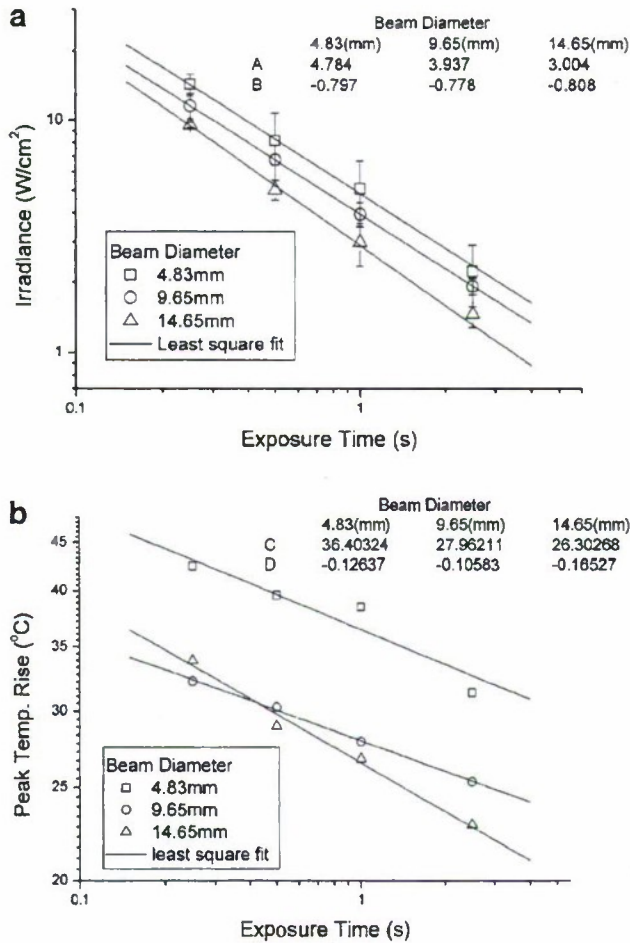 a
Beam Diameter
4.83(mm) 9.65(mm) 14.65(mm)
A 4.784 3.937 3.004
B -0.797 -0.778 -0.808
10
1
Irradiance (W/cm²)
Beam Diameter
4.83mm
9.65mm
14.65mm
Least square fit
0.1 1
Exposure Time (s)
b
Beam Diameter
4.83(mm) 9.65(mm) 14.65(mm)
C 36.40324 27.96211 26.30268
D -0.12637 -0.10583 -0.16527
45
40
35
30
25
20
Peak Temp. Rise (°C)
Beam Diameter
4.83mm
9.65mm
14.65mm
least square fit
0.1 1
Exposure Time (s)